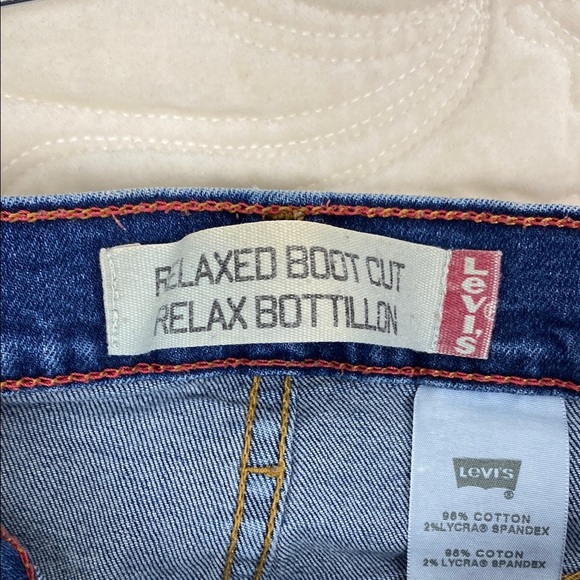 RELAXED BOOT CUT
RELAX BOTTILLON
LEVI'S®
LEVI'S
®
98% COTTON
2% LYCRA® SPANDEX
98% COTON
2% LYCRA® SPANDEX